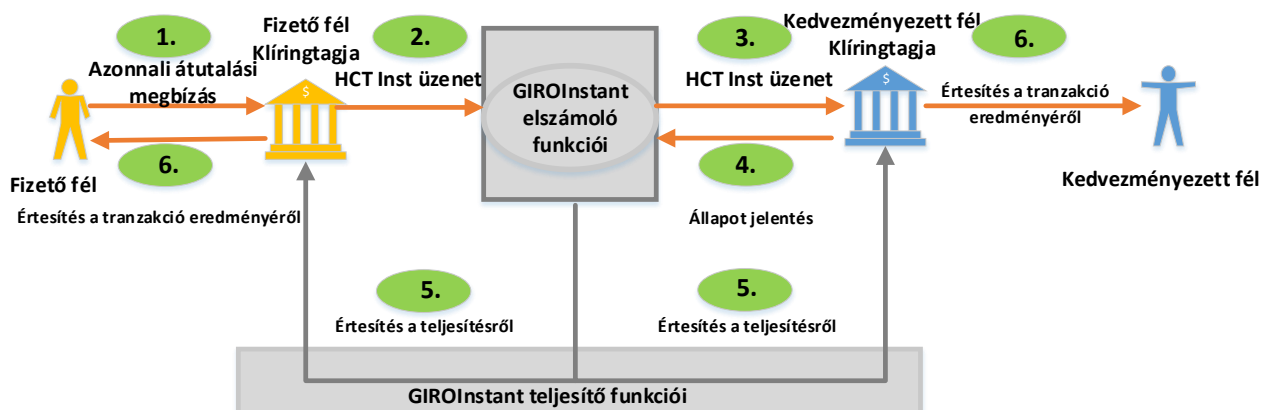 1.
Azonnali átutalási
megbízás
Fizető fél
Klíringtagja
$
2.
HCT Inst üzenet
GIROInstant
elszámoló
funkciói
3.
HCT Inst üzenet
Kedvezményezett fél
Klíringtagja
$
6.
Értesítés a tranzakció
eredményéről
6.
Fizető fél
Értesítés a tranzakció eredményéről
4.
Állapot jelentés
Kedvezményezett fél
5.
Értesítés a teljesítésről
5.
Értesítés a teljesítésről
GIROInstant teljesítő funkciói